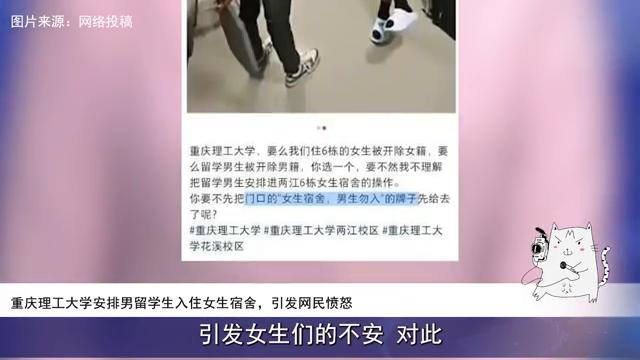 图片来源：网络投稿
重庆理工大学，要么我们住6栋的女生被开除女籍，要
么留学男生被开除男籍，你选一个，要不然我不理解
把留学男生安排进两江6栋女生宿舍的操作。
你要不先把门口的"女生宿舍，男生勿入"的牌子先给去
了呢？
#重庆理工大学 #重庆理工大学两江校区 #重庆理工大
学花溪校区
重庆理工大学安排男留学生入住女生宿舍，引发网民愤怒
引发女生们的不安 对此